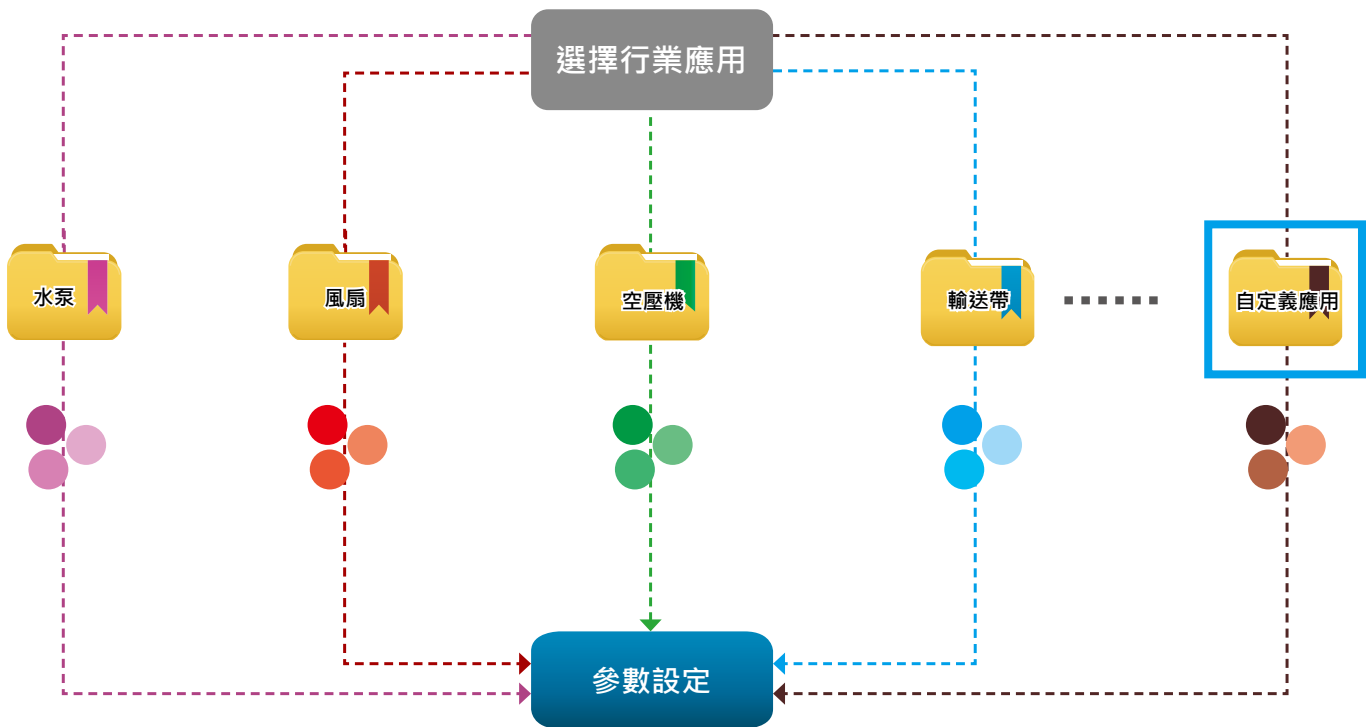 選擇行業應用
水泵
風扇
空壓機
輸送帶
自定義應用
參數設定